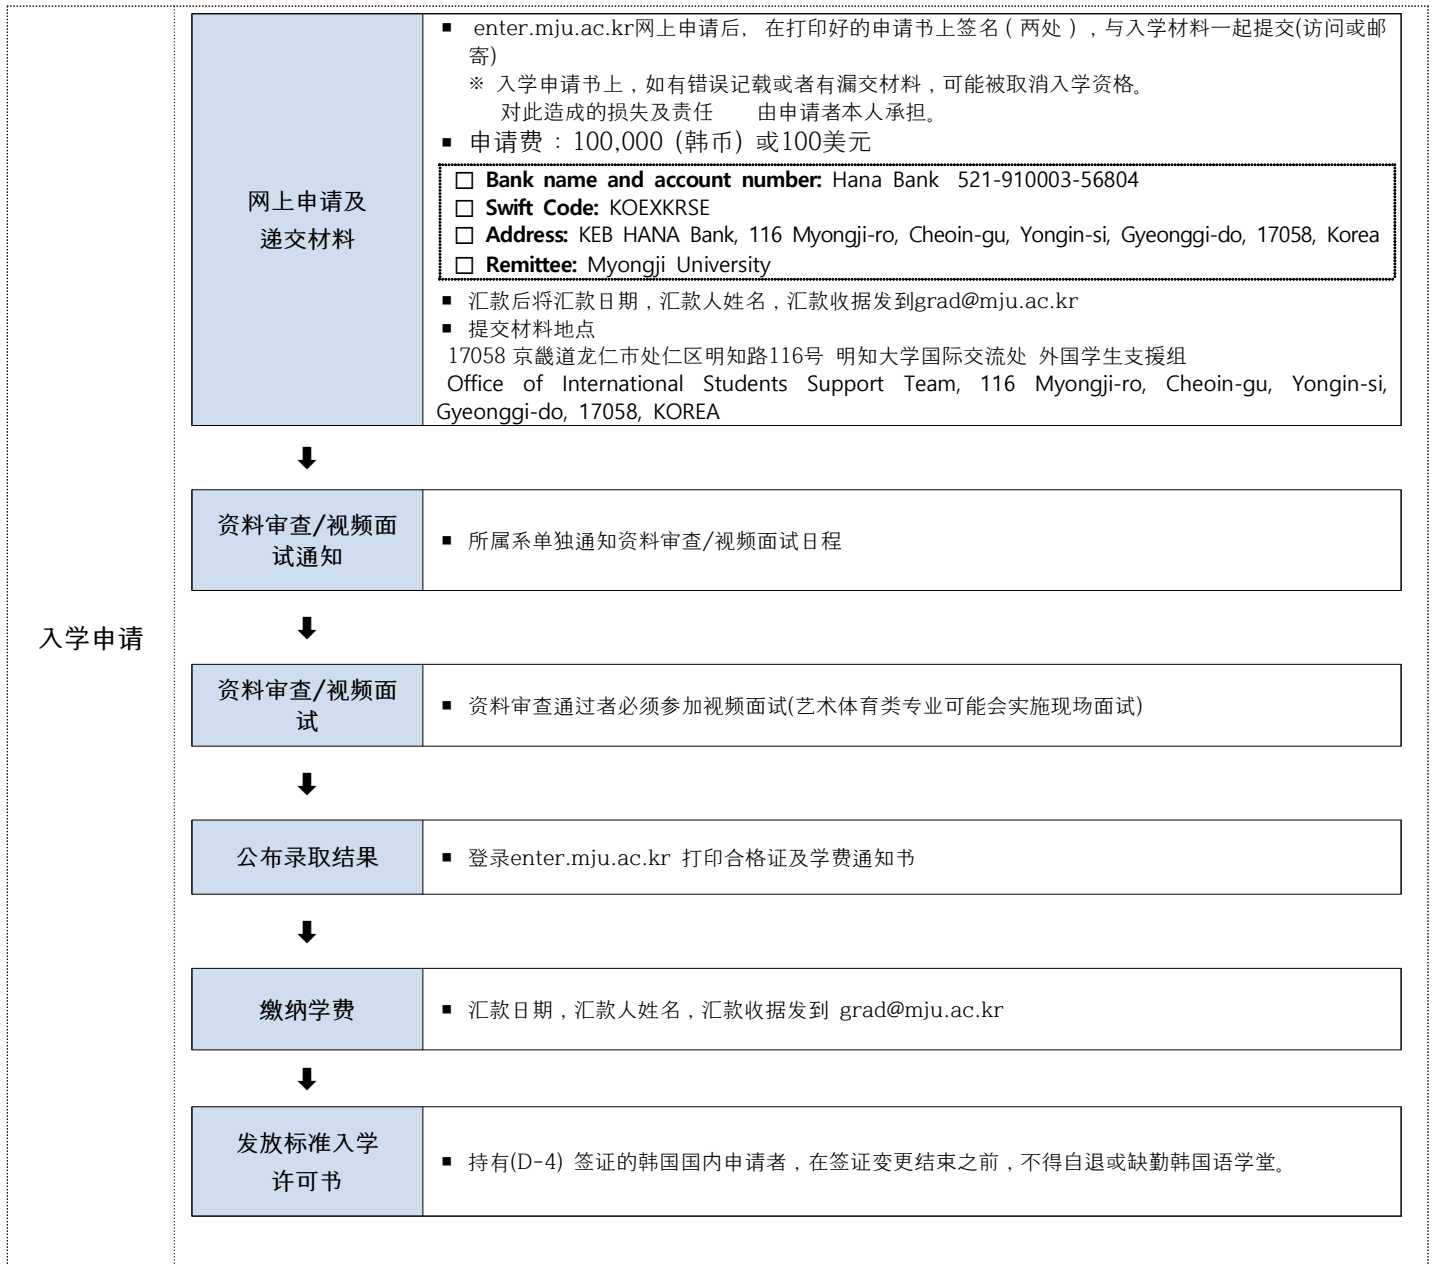 ■ enter.mju.ac.kr网上申请后, 在打印好的申请书上签名 ( 两处 ) , 与入学材料一起提交(访问或邮
寄)
※ 入学申请书上 , 如有错误记载或者有漏交材料 , 可能被取消入学资格。
对此造成的损失及责任 由申请者本人承担。
■ 申请费 : 100,000 (韩币) 或100美元
网上申请及
递交材料
□ Bank name and account number: Hana Bank 521-910003-56804
□ Swift Code: KOEXKRSE
□ Address: KEB HANA Bank, 116 Myongji-ro, Cheoin-gu, Yongin-si, Gyeonggi-do, 17058, Korea
□ Remittee: Myongji University
■ 汇款后将汇款日期 , 汇款人姓名 , 汇款收据发到grad@mju.ac.kr
■ 提交材料地点
17058 京畿道龙仁市处仁区明知路116号 明知大学国际交流处 外国学生支援组
Office of International Students Support Team, 116 Myongji-ro, Cheoin-gu, Yongin-si,
Gyeonggi-do, 17058, KOREA
⬇
资料审查/视频面
试通知
■ 所属系单独通知资料审查/视频面试日程
入学申请
⬇
资料审查/视频面
试
■ 资料审查通过者必须参加视频面试(艺术体育类专业可能会实施现场面试)
⬇
公布录取结果
■ 登录enter.mju.ac.kr 打印合格证及学费通知书
⬇
缴纳学费
■ 汇款日期 , 汇款人姓名 , 汇款收据发到 grad@mju.ac.kr
⬇
发放标准入学
许可书
■ 持有(D-4) 签证的韩国国内申请者 , 在签证变更结束之前 , 不得自退或缺勤韩国语学堂。